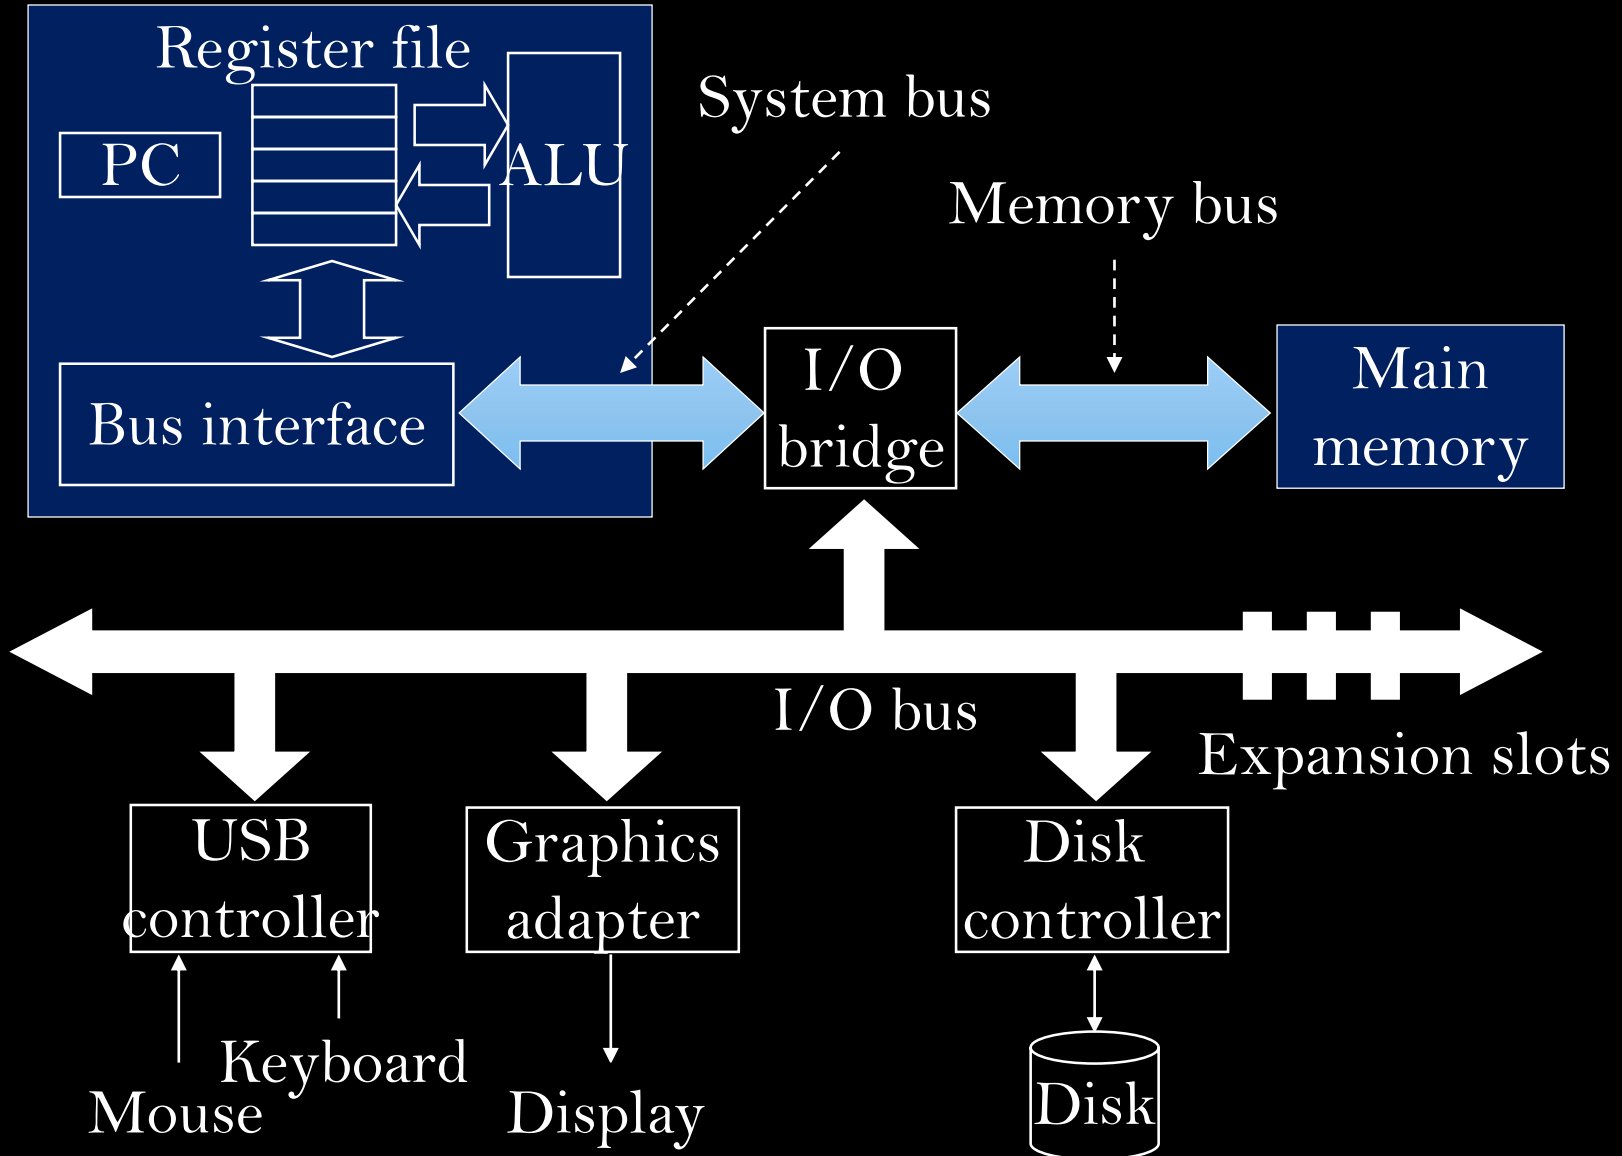 Register file
System bus
PC
ALU
Memory bus
I/O
bridge
Main
memory
Bus interface
I/O bus
Expansion slots
USB
controller
Graphics
adapter
Disk
controller
Keyboard
Mouse
Display
Disk